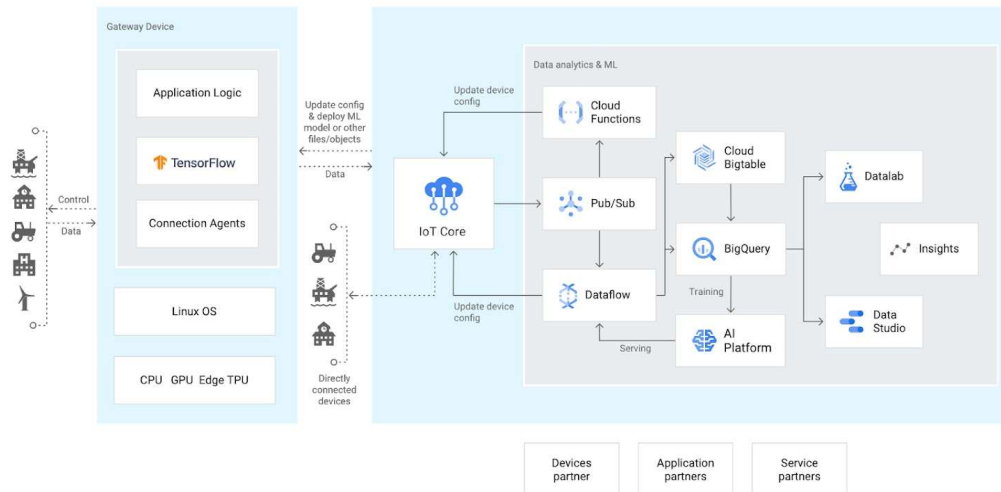 Gateway Device
Application Logic
TensorFlow
Connection Agents
Linux OS
CPU GPU Edge TPU
Control
Data
Update config
& deploy ML
model or other
files/objects
Data
Directly
connected
devices
IoT Core
Update device
config
Update device
config
Data analytics & ML
Cloud
Functions
Pub/Sub
Dataflow
Cloud
Bigtable
BigQuery
Training
AI
Platform
Serving
Datalab
Insights
Data
Studio
Devices
partner
Application
partners
Service
partners